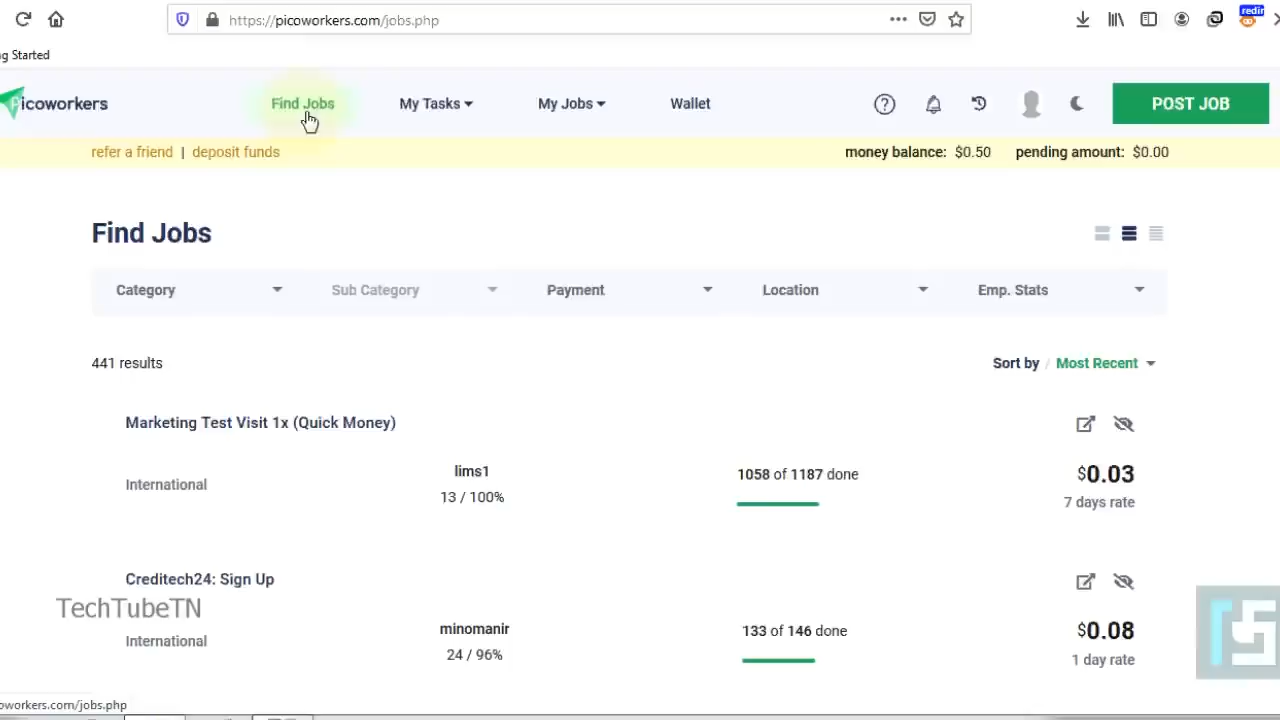 https://picoworkers.com/jobs.php
redir
g Started
picoworkers
Find Jobs
My Tasks
My Jobs
Wallet
POST JOB
refer a friend | deposit funds
money balance: $0.50 pending amount: $0.00
Find Jobs
Category
Sub Category
Payment
Location
Emp. Stats
441 results
Sort by / Most Recent
Marketing Test Visit 1x (Quick Money)
International
lims1
13 / 100%
1058 of 1187 done
$0.03
7 days rate
Creditech24: Sign Up
TechTubeTN
International
minomanir
24 / 96%
133 of 146 done
$0.08
1 day rate
oworkers.com/jobs.php